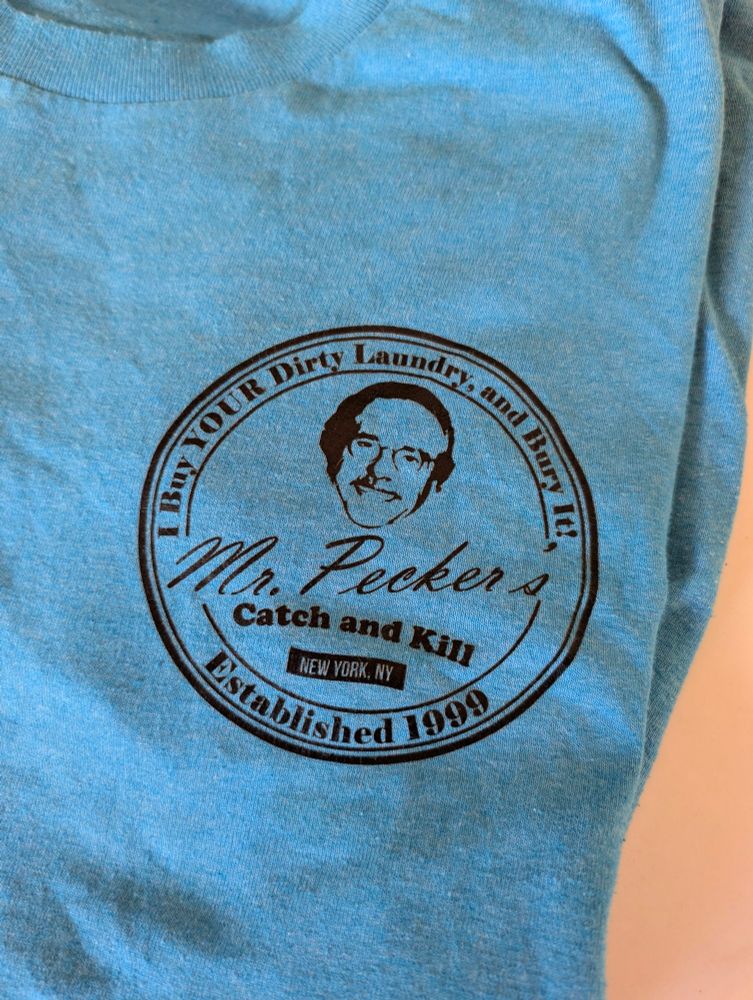 I Buy YOUR Dirty Laundry, and Bury It!
Mr. Pecker's
Catch and Kill
NEW YORK, NY
Established 1999